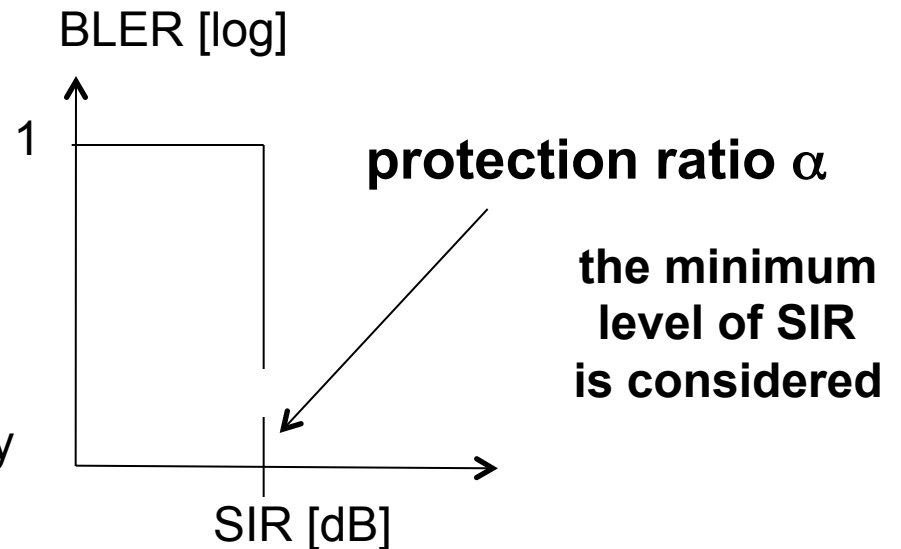 BLER [log]
1
protection ratio α
the minimum
level of SIR
is considered
y
SIR [dB]